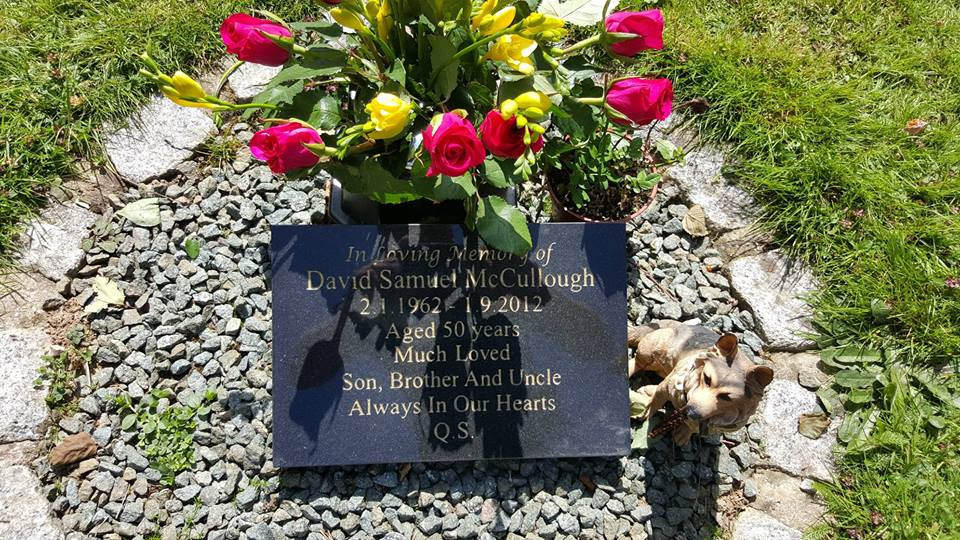 In Loving Memory of
David Samuel McCullough
2.1.1962 - 1.9.2012
Aged 50 years
Much Loved
Son, Brother And Uncle
Always In Our Hearts
Q.S.